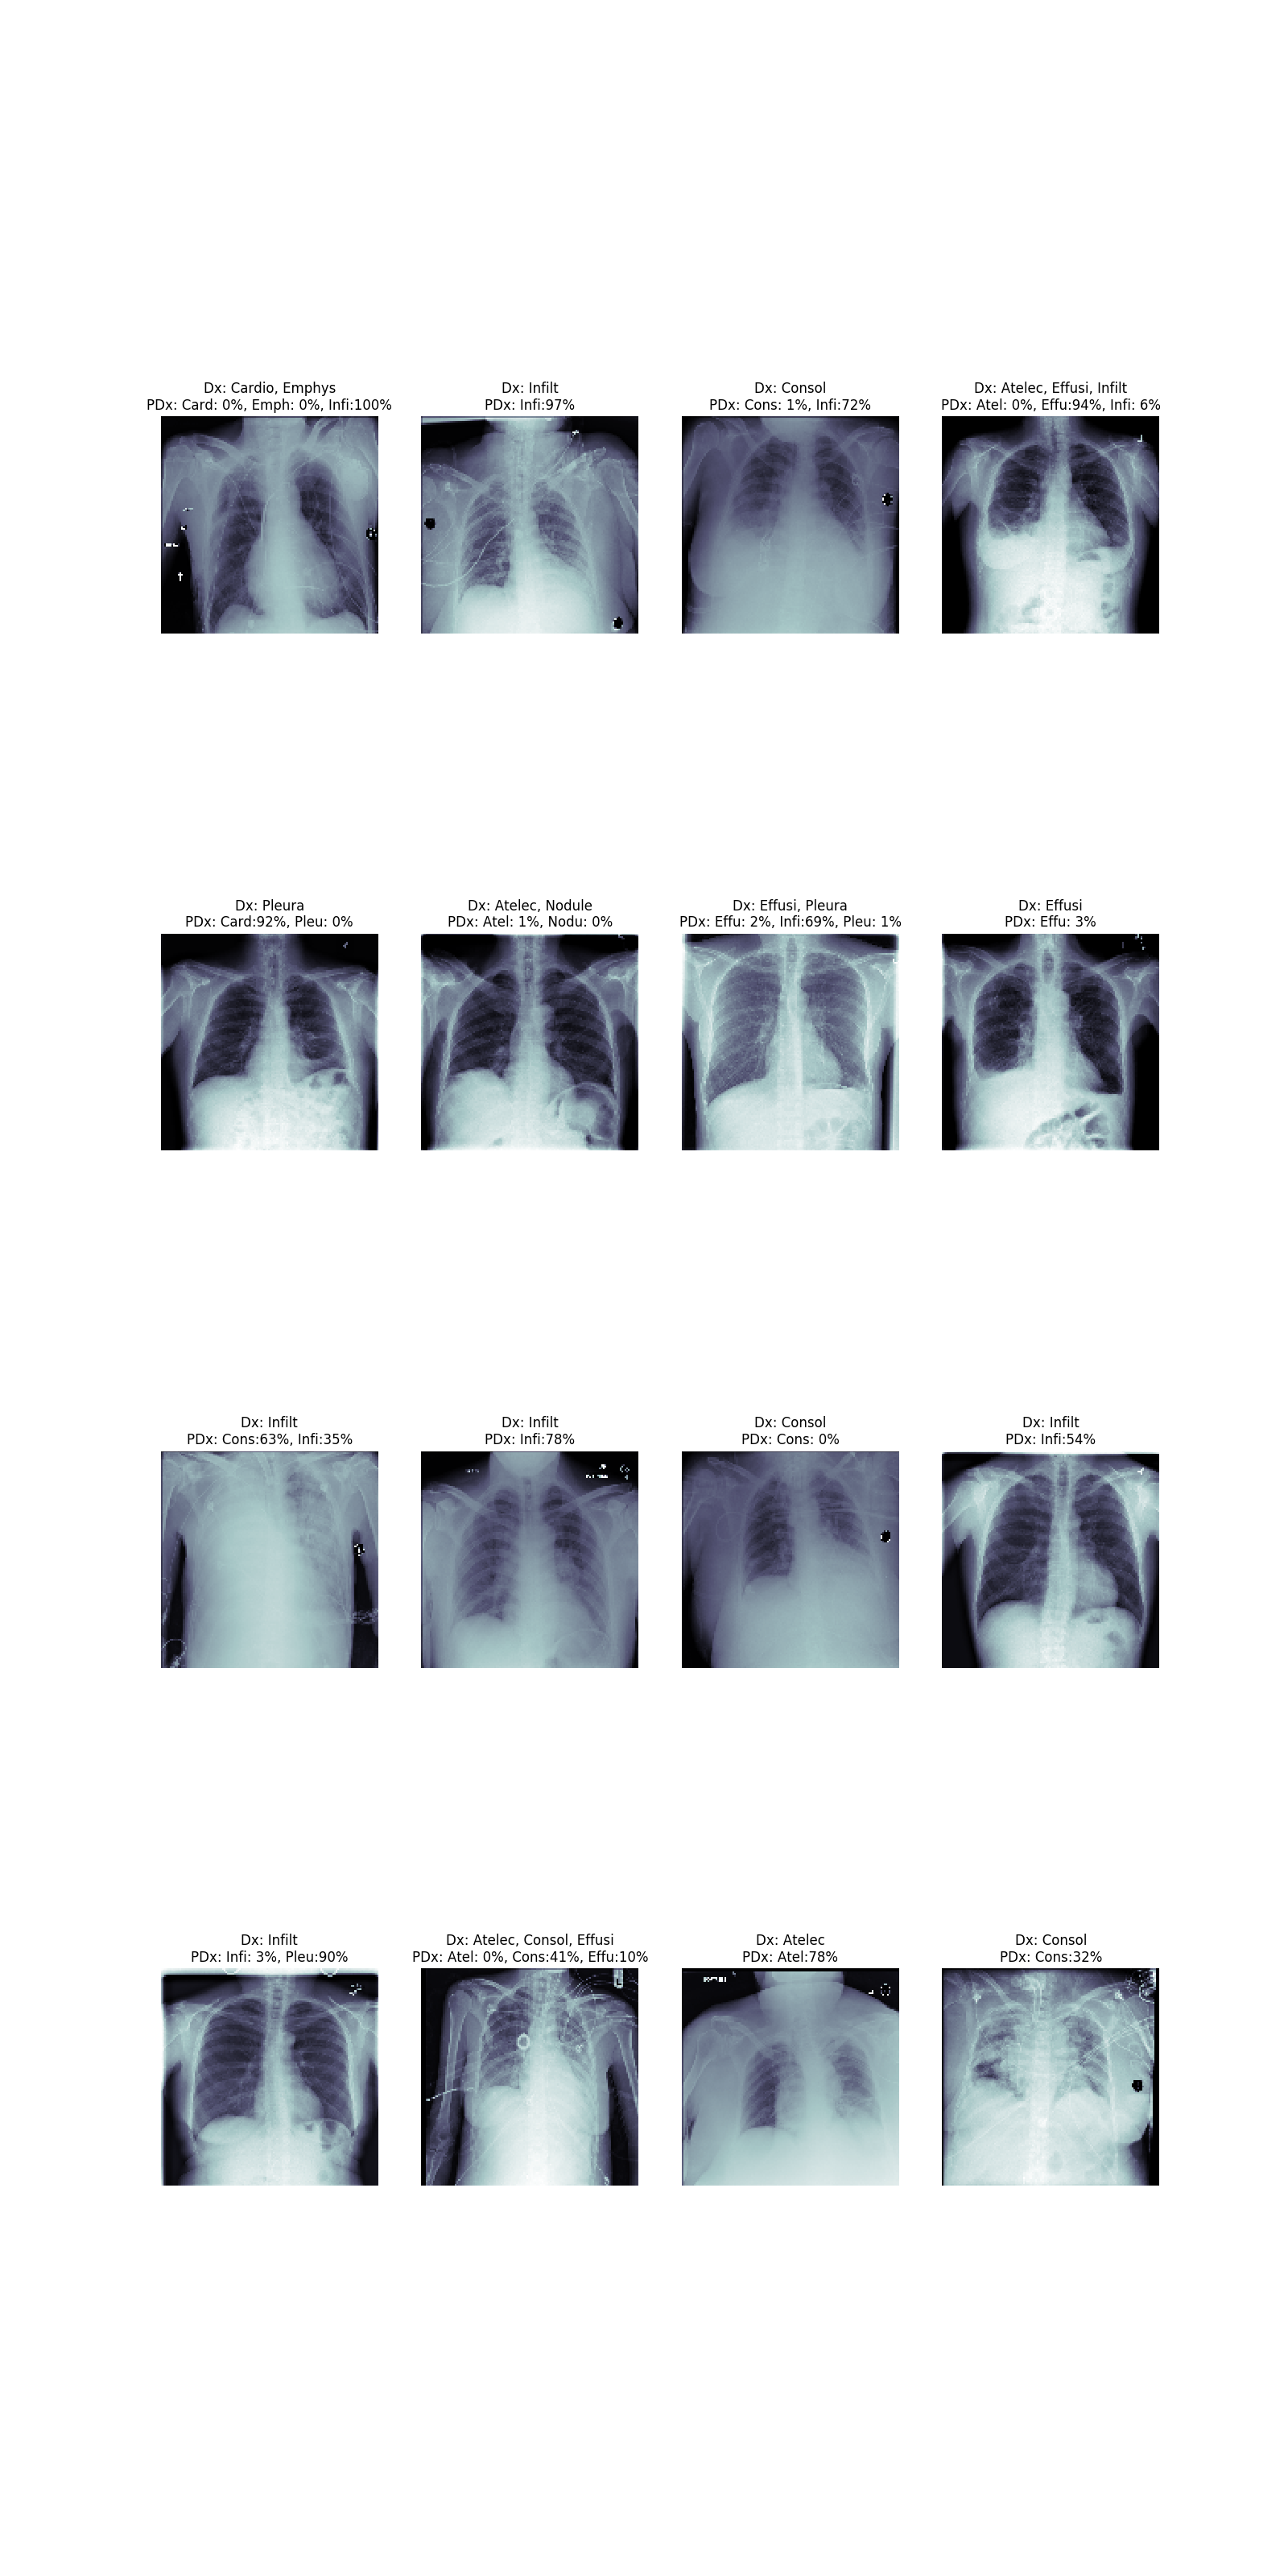 Dx: Cardio, Emphys
PDx: Card: 0%, Emph: 0%, Infi:100%
Dx: Infilt
PDx: Infi:97%
Dx: Consol
PDx: Cons: 1%, Infi:72%
Dx: Atelec, Effusi, Infilt
PDx: Atel: 0%, Effu:94%, Infi: 6%
Dx: Pleura
PDx: Card:92%, Pleu: 0%
Dx: Atelec, Nodule
PDx: Atel: 1%, Nodu: 0%
Dx: Effusi, Pleura
PDx: Effu: 2%, Infi:69%, Pleu: 1%
Dx: Effusi
PDx: Effu: 3%
Dx: Infilt
PDx: Cons:63%, Infi:35%
Dx: Infilt
PDx: Infi:78%
Dx: Consol
PDx: Cons: 0%
Dx: Infilt
PDx: Infi:54%
Dx: Infilt
PDx: Infi: 3%, Pleu:90%
Dx: Atelec, Consol, Effusi
PDx: Atel: 0%, Cons:41%, Effu:10%
Dx: Atelec
PDx: Atel:78%
Dx: Consol
PDx: Cons:32%